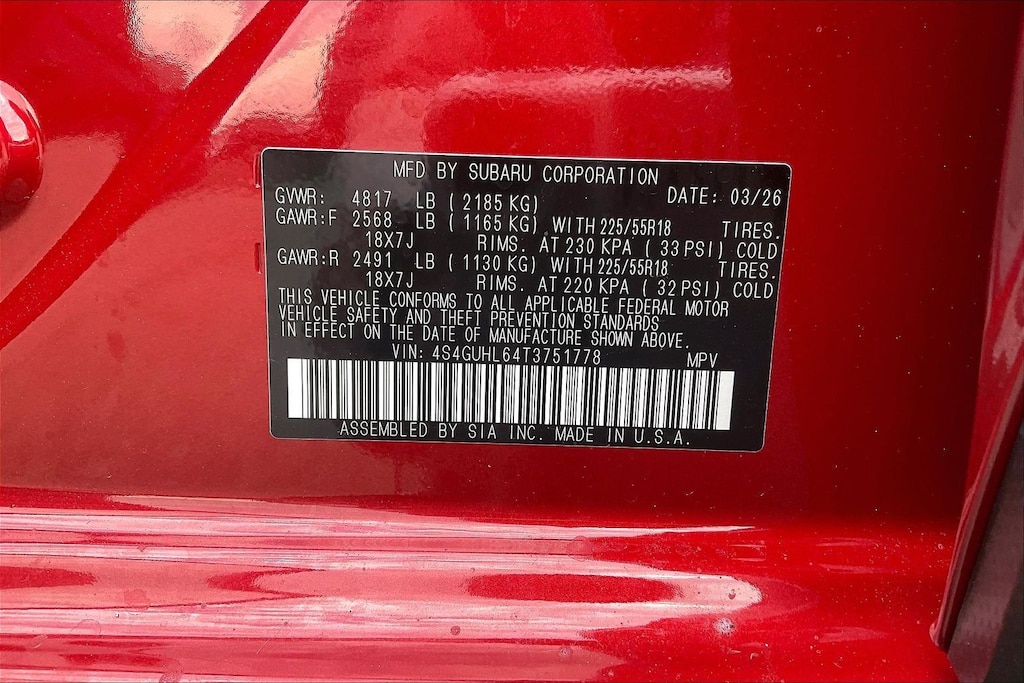 MFD BY SUBARU CORPORATION
DATE: 03/26
GVWR: 4817 LB (2185 KG)
GAWR:F 2568 LB (1165 KG) WITH 225/55R18 TIRES.
18X7J RIMS. AT 230 KPA (33 PSI) COLD
GAWR:R 2491 LB (1130 KG) WITH 225/55R18 TIRES.
18X7J RIMS. AT 220 KPA (32 PSI) COLD
THIS VEHICLE CONFORMS TO ALL APPLICABLE FEDERAL MOTOR
VEHICLE SAFETY AND THEFT PREVENTION STANDARDS
IN EFFECT ON THE DATE OF MANUFACTURE SHOWN ABOVE.
VIN: 4S4GUHL64T3751778 MPV
ASSEMBLED BY SIA INC. MADE IN U.S.A.